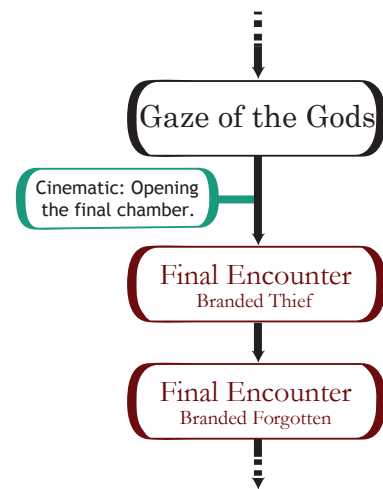 Gaze of the Gods
Cinematic: Opening
the final chamber.
Final Encounter
Branded Thief
Final Encounter
Branded Forgotten